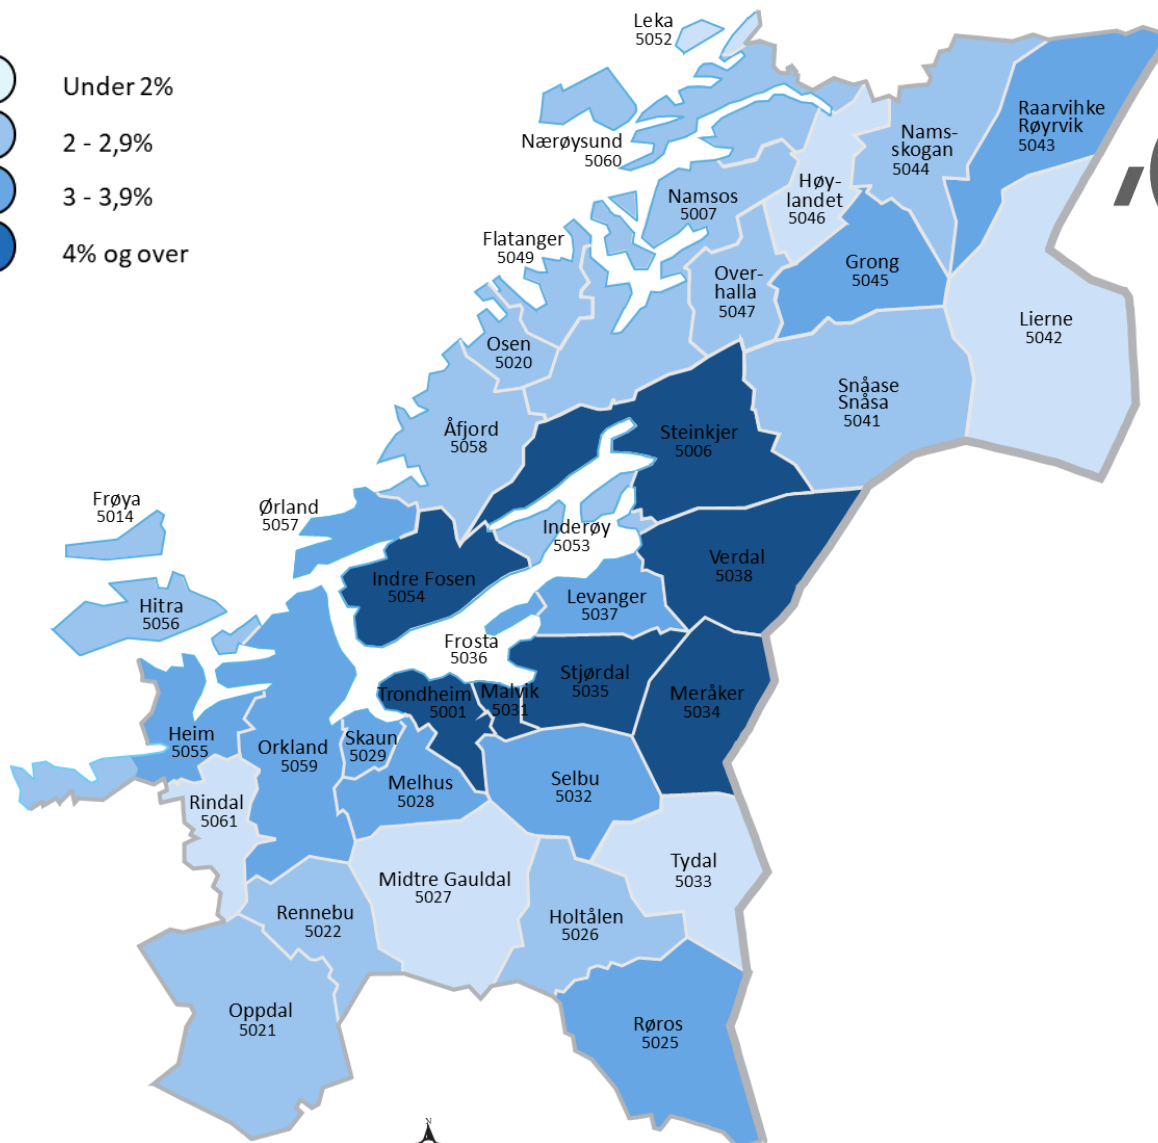 Under 2%
2 - 2,9%
3 - 3,9%
4% og over
Leka
5052
Nærøysund
5060
Raarvihke
Røyrvik
5043
Nams-
skogan
5044
Høy-
landet
5046
Namsos
5007
Flatanger
5049
Grong
5045
Over-
halla
5047
Lierne
5042
Osen
5020
Snåase
Snåsa
5041
Åfjord
5058
Steinkjer
5006
Frøya
5014
Ørland
5057
Inderøy
5053
Verdal
5038
Indre Fosen
5054
Hitra
5056
Levanger
5037
Frosta
5036
Stjørdal
5035
Meråker
5034
Trondheim
5001
Malvik
5031
Heim
5055
Orkland
5059
Skaun
5029
Melhus
5028
Selbu
5032
Rindal
5061
Tydal
5033
Midtre Gauldal
5027
Rennebu
5022
Holtålen
5026
Oppdal
5021
Røros
5025
N